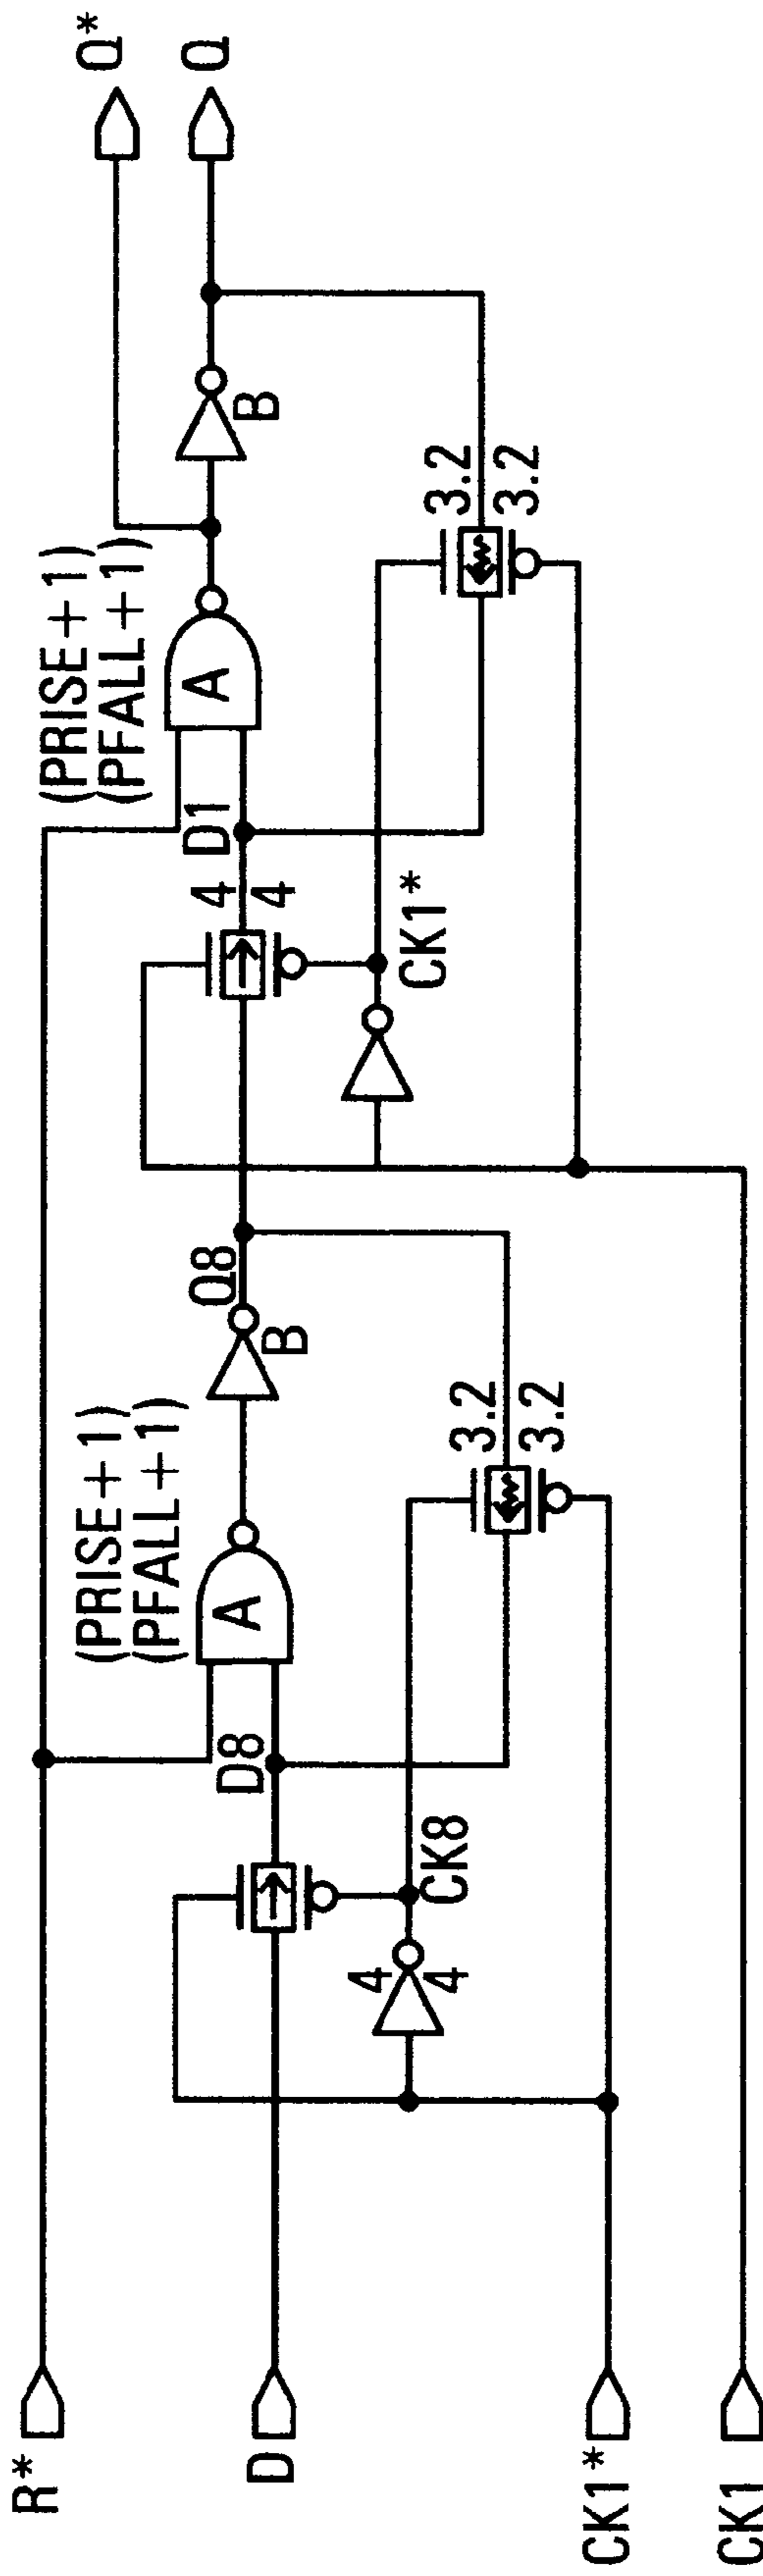 R*
D
CK1*
CK1
(PRISE+1)
(PFALL+1)
A
B
D8
Q8
CK8
4
4
3.2
3.2
(PRISE+1)
(PFALL+1)
A
B
D1
4
4
CK1*
3.2
3.2
Q*
Q